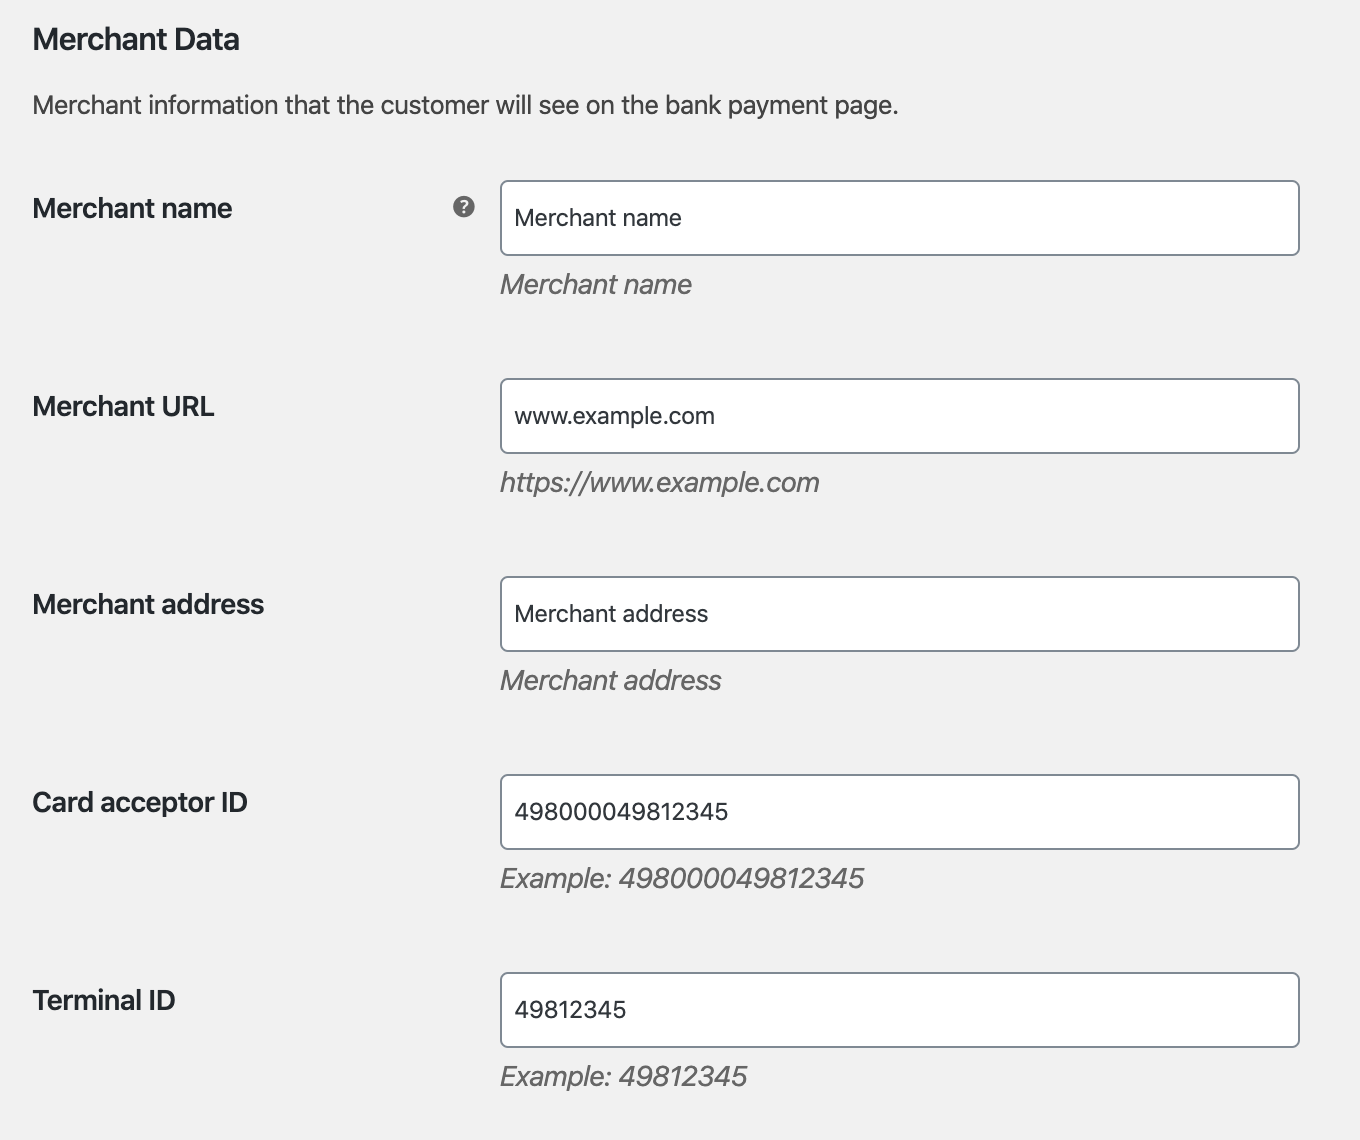 Merchant Data
Merchant information that the customer will see on the bank payment page.
Merchant name
?
Merchant name
Merchant name
Merchant URL
www.example.com
https://www.example.com
Merchant address
Merchant address
Merchant address
Card acceptor ID
498000049812345
Example: 498000049812345
Terminal ID
49812345
Example: 49812345